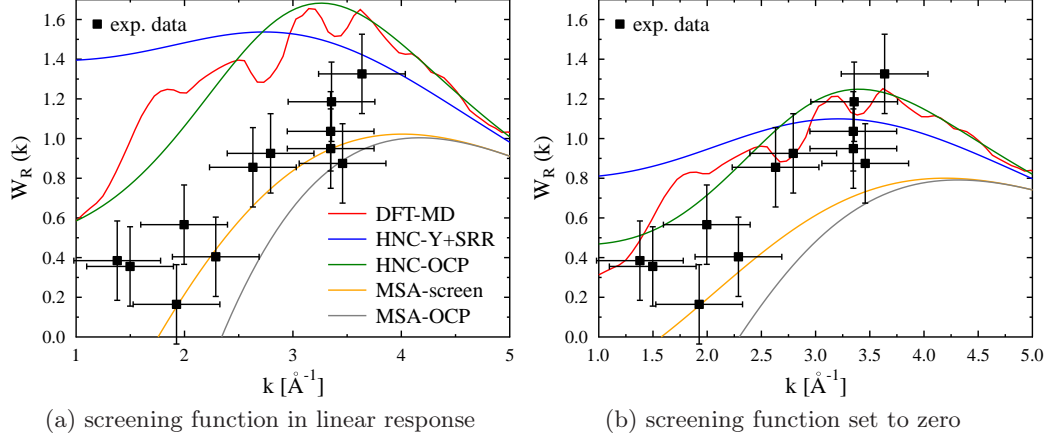 1.6
1.4
1.2
1.0
0.8
0.6
0.4
0.2
0.0
W_R (k)
exp. data
DFT-MD
HNC-Y+SRR
HNC-OCP
MSA-screen
MSA-OCP
1 2 3 4 5
k [Å⁻¹]
(a) screening function in linear response
1.6
1.4
1.2
1.0
0.8
0.6
0.4
0.2
0.0
W_R (k)
exp. data
1.0 1.5 2.0 2.5 3.0 3.5 4.0 4.5 5.0
k [Å⁻¹]
(b) screening function set to zero